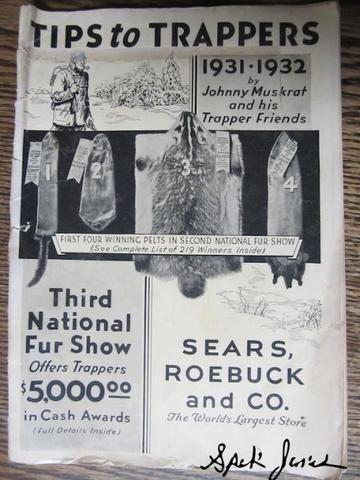 TIPS to TRAPPERS
1931-1932
by
Johnny Muskrat
and his
Trapper Friends
1
2
3
4
FIRST FOUR WINNING PELTS IN SECOND NATIONAL FUR SHOW
(See Complete List of 219 Winners Inside)
Third
National
Fur Show
Offers Trappers
$5,000.00
in Cash Awards
(Full Details Inside)
SEARS,
ROEBUCK
and CO.
The World's Largest Store